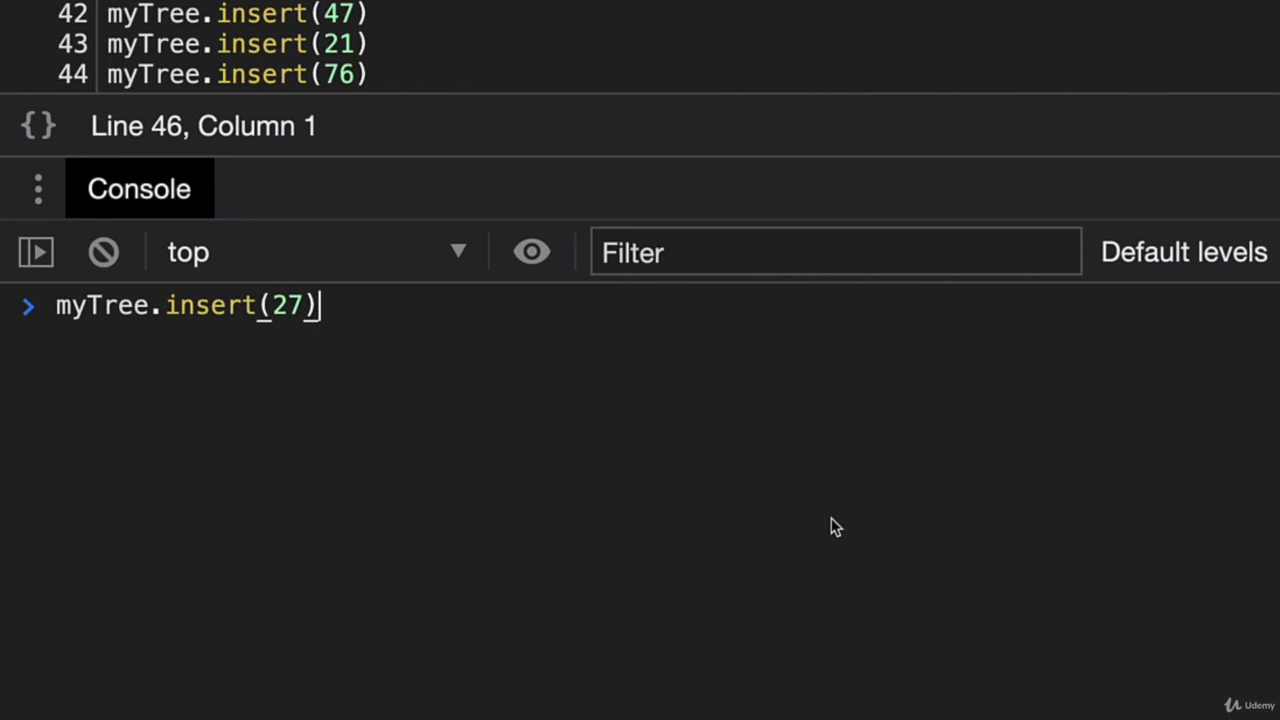 42 myTree.insert(47)
43 myTree.insert(21)
44 myTree.insert(76)
{} Line 46, Column 1
Console
top Filter Default levels
> myTree.insert(27)
Udemy